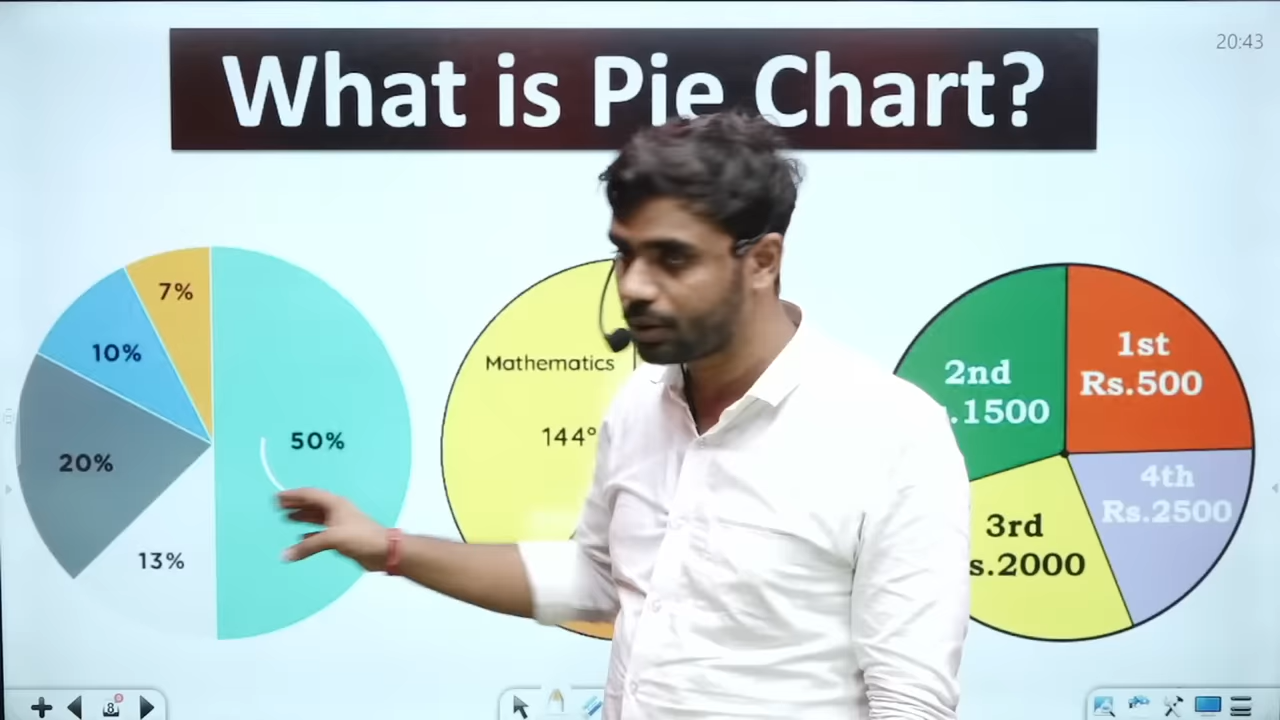 What is Pie Chart?
20:43
7%
10%
20%
50%
13%
Mathematics
144°
1st
Rs.500
2nd
.1500
3rd
s.2000
4th
Rs.2500
8